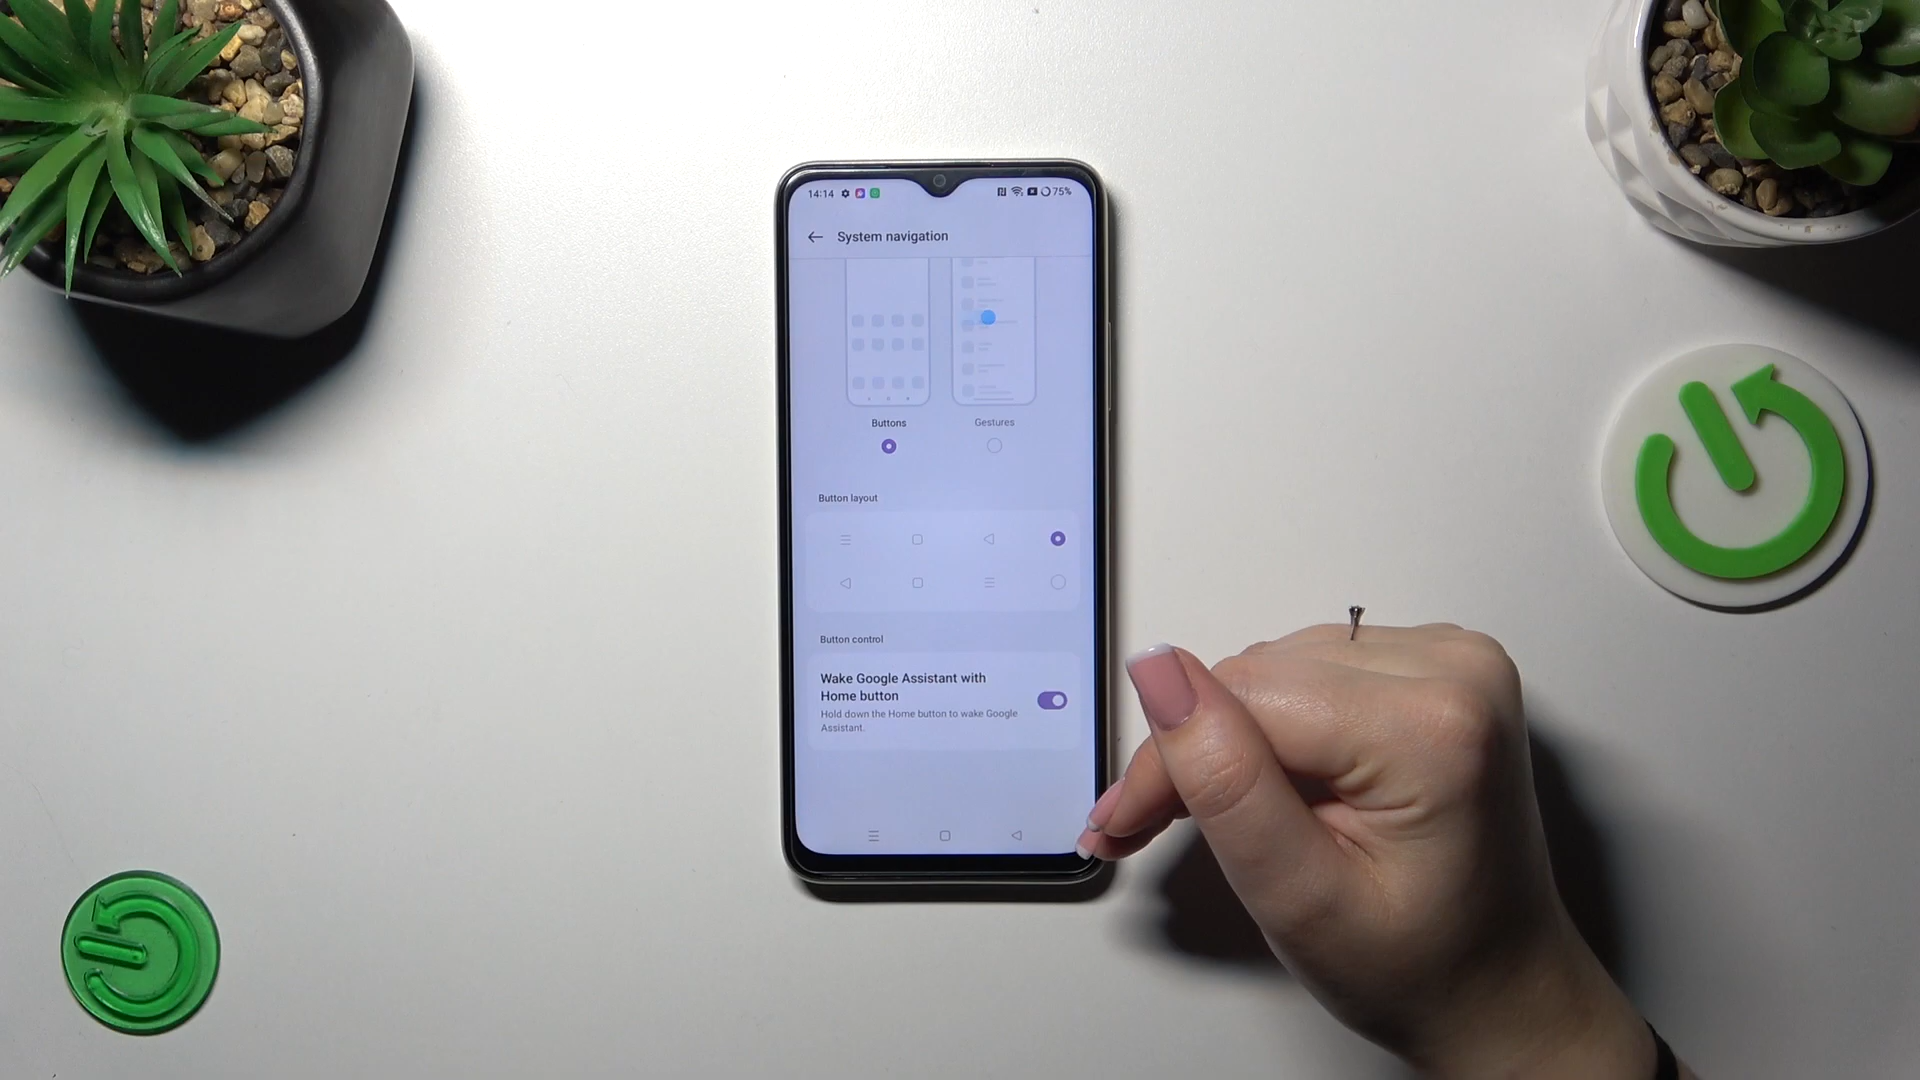 14:14
75%
System navigation
Buttons
Gestures
Button layout
Button control
Wake Google Assistant with
Home button
Hold down the Home button to wake Google
Assistant.